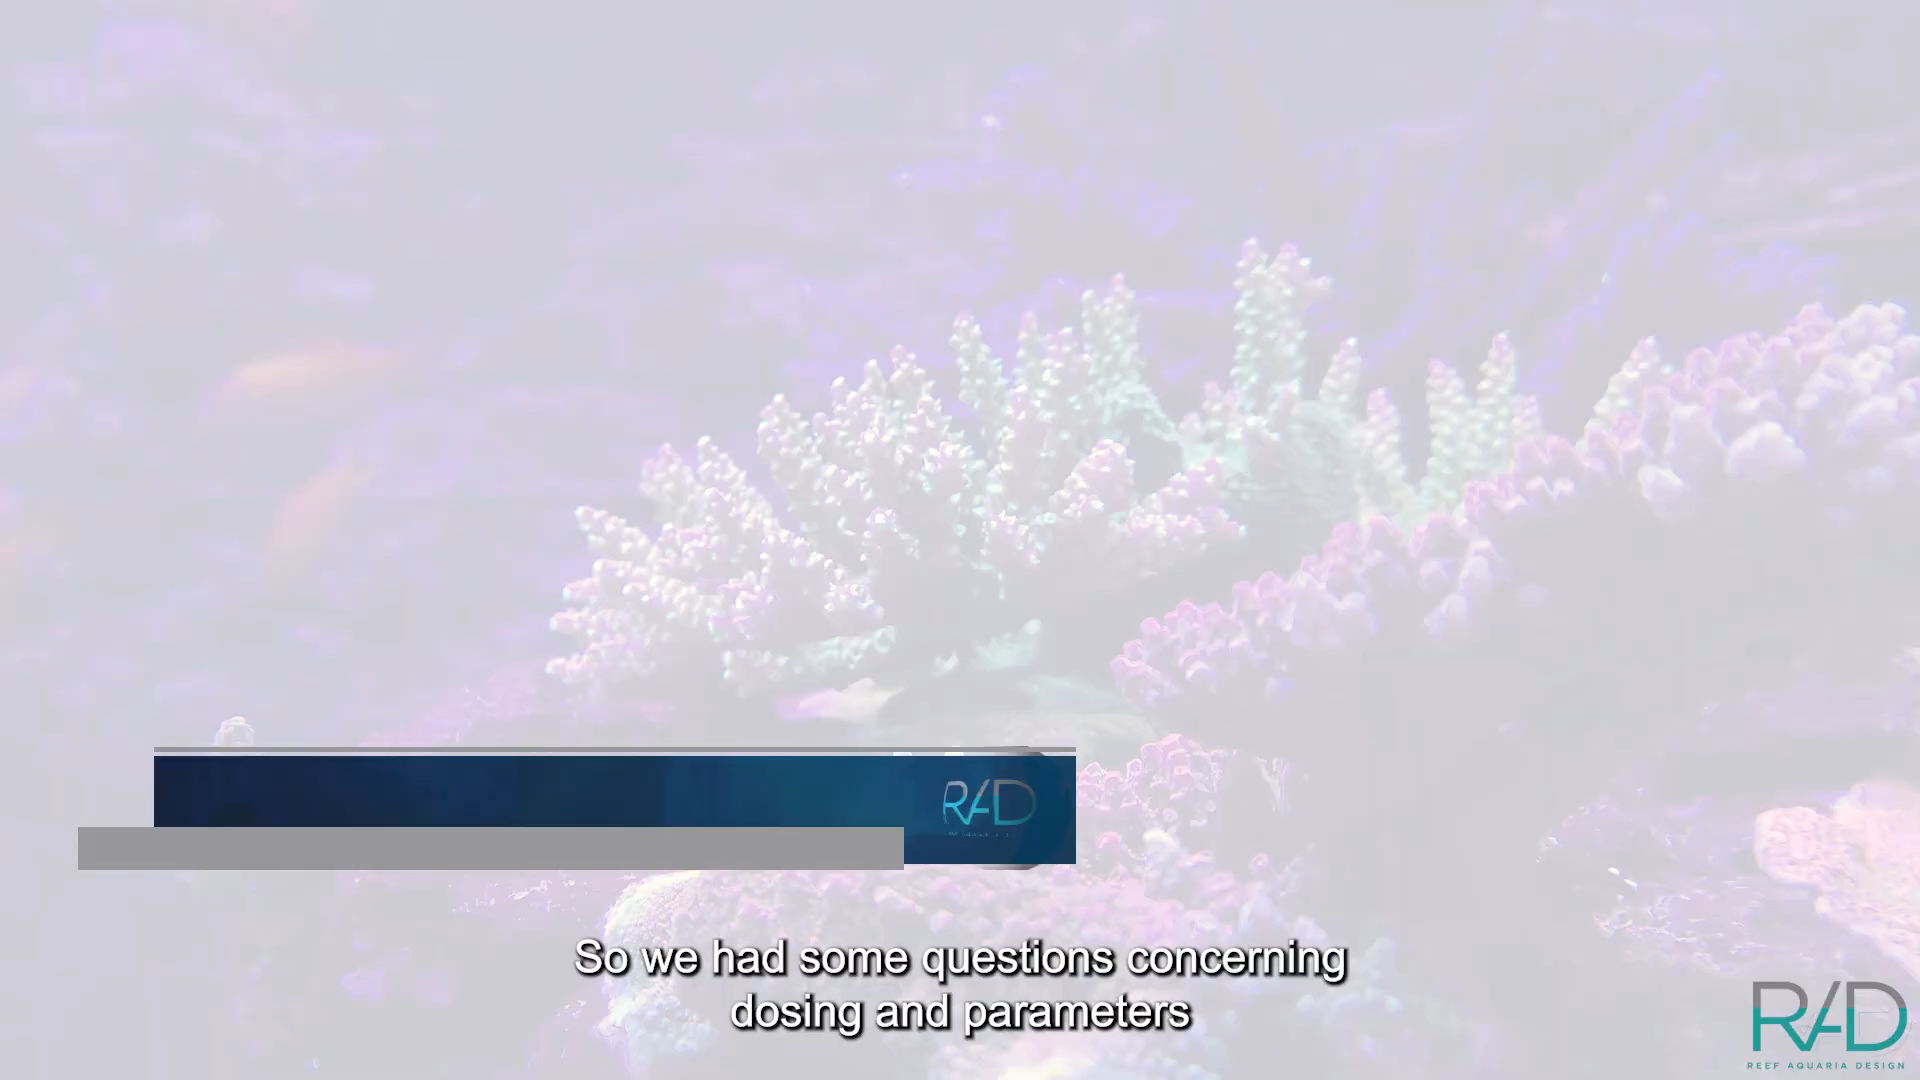 RAD
So we had some questions concerning
dosing and parameters
RAD
REEF AQUARIA DESIGN